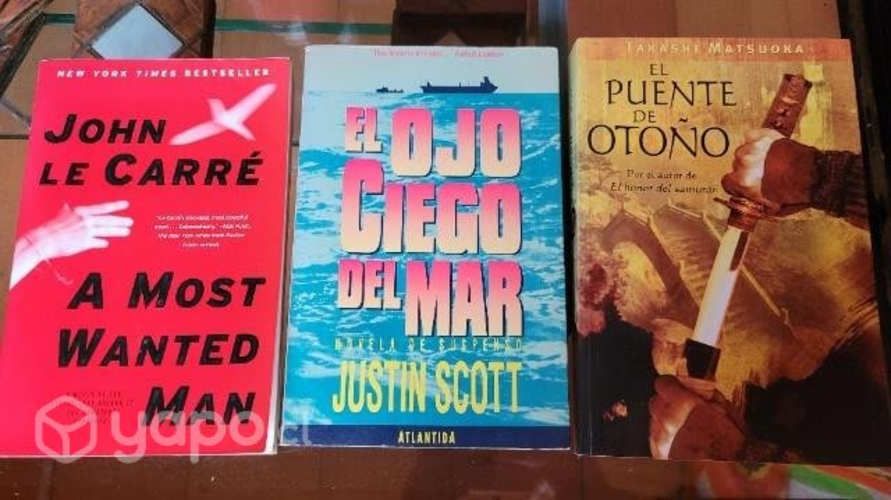 NEW YORK TIMES BESTSELLER
JOHN
LE CARRÉ
A MOST
WANTED
MAN
EL OJO
CIEGO
DEL MAR
NOVELA DE SUSPENSO
JUSTIN SCOTT
ATLANTIDA
TAKASHI MATSUOKA
EL
PUENTE
DE
OTOÑO
Por el autor de
El honor del samurái
yapo.cl